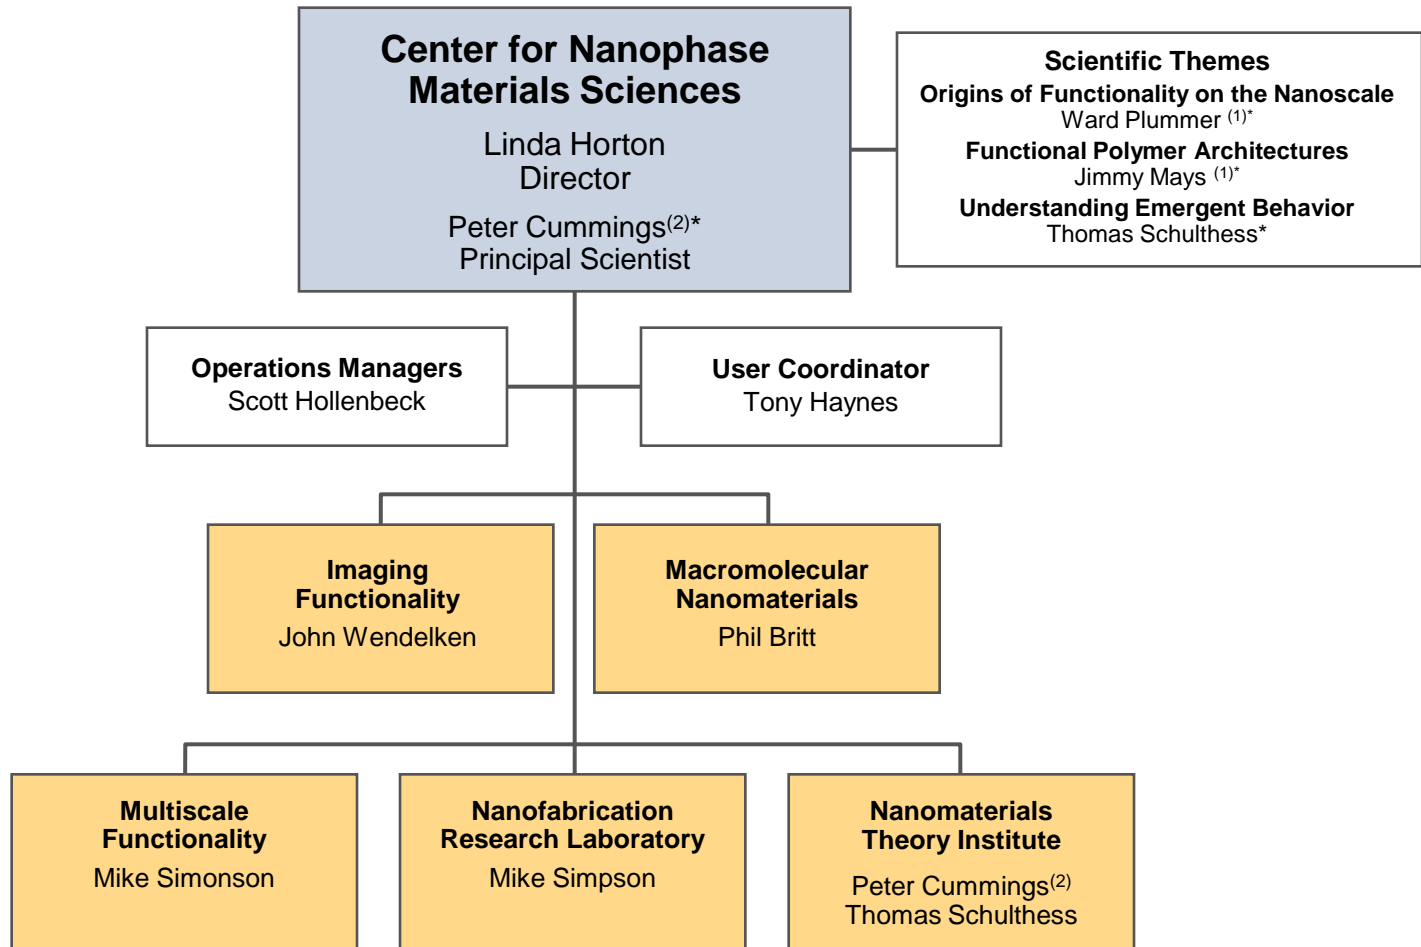 Center for Nanophase
Materials Sciences
Linda Horton
Director
Peter Cummings(2)*
Principal Scientist
Scientific Themes
Origins of Functionality on the Nanoscale
Ward Plummer (1)*
Functional Polymer Architectures
Jimmy Mays (1)*
Understanding Emergent Behavior
Thomas Schulthess*
Operations Managers
Scott Hollenbeck
User Coordinator
Tony Haynes
Imaging
Functionality
John Wendelken
Macromolecular
Nanomaterials
Phil Britt
Multiscale
Functionality
Mike Simonson
Nanofabrication
Research Laboratory
Mike Simpson
Nanomaterials
Theory Institute
Peter Cummings(2)
Thomas Schulthess